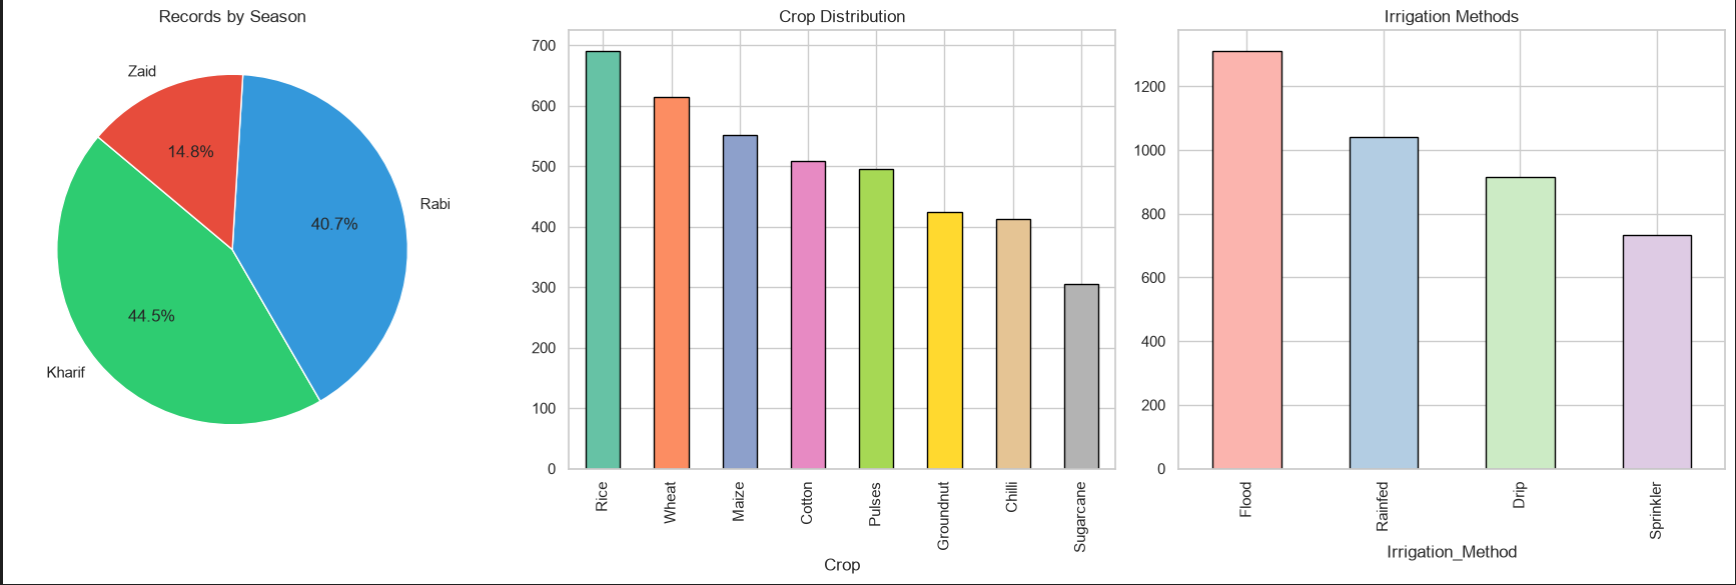 Records by Season
Zaid
14.8%
Rabi
40.7%
44.5%
Kharif
Crop Distribution
700
600
500
400
300
200
100
0
Rice
Wheat
Maize
Cotton
Pulses
Groundnut
Chilli
Sugarcane
Crop
Irrigation Methods
1200
1000
800
600
400
200
0
Flood
Rainfed
Drip
Sprinkler
Irrigation_Method